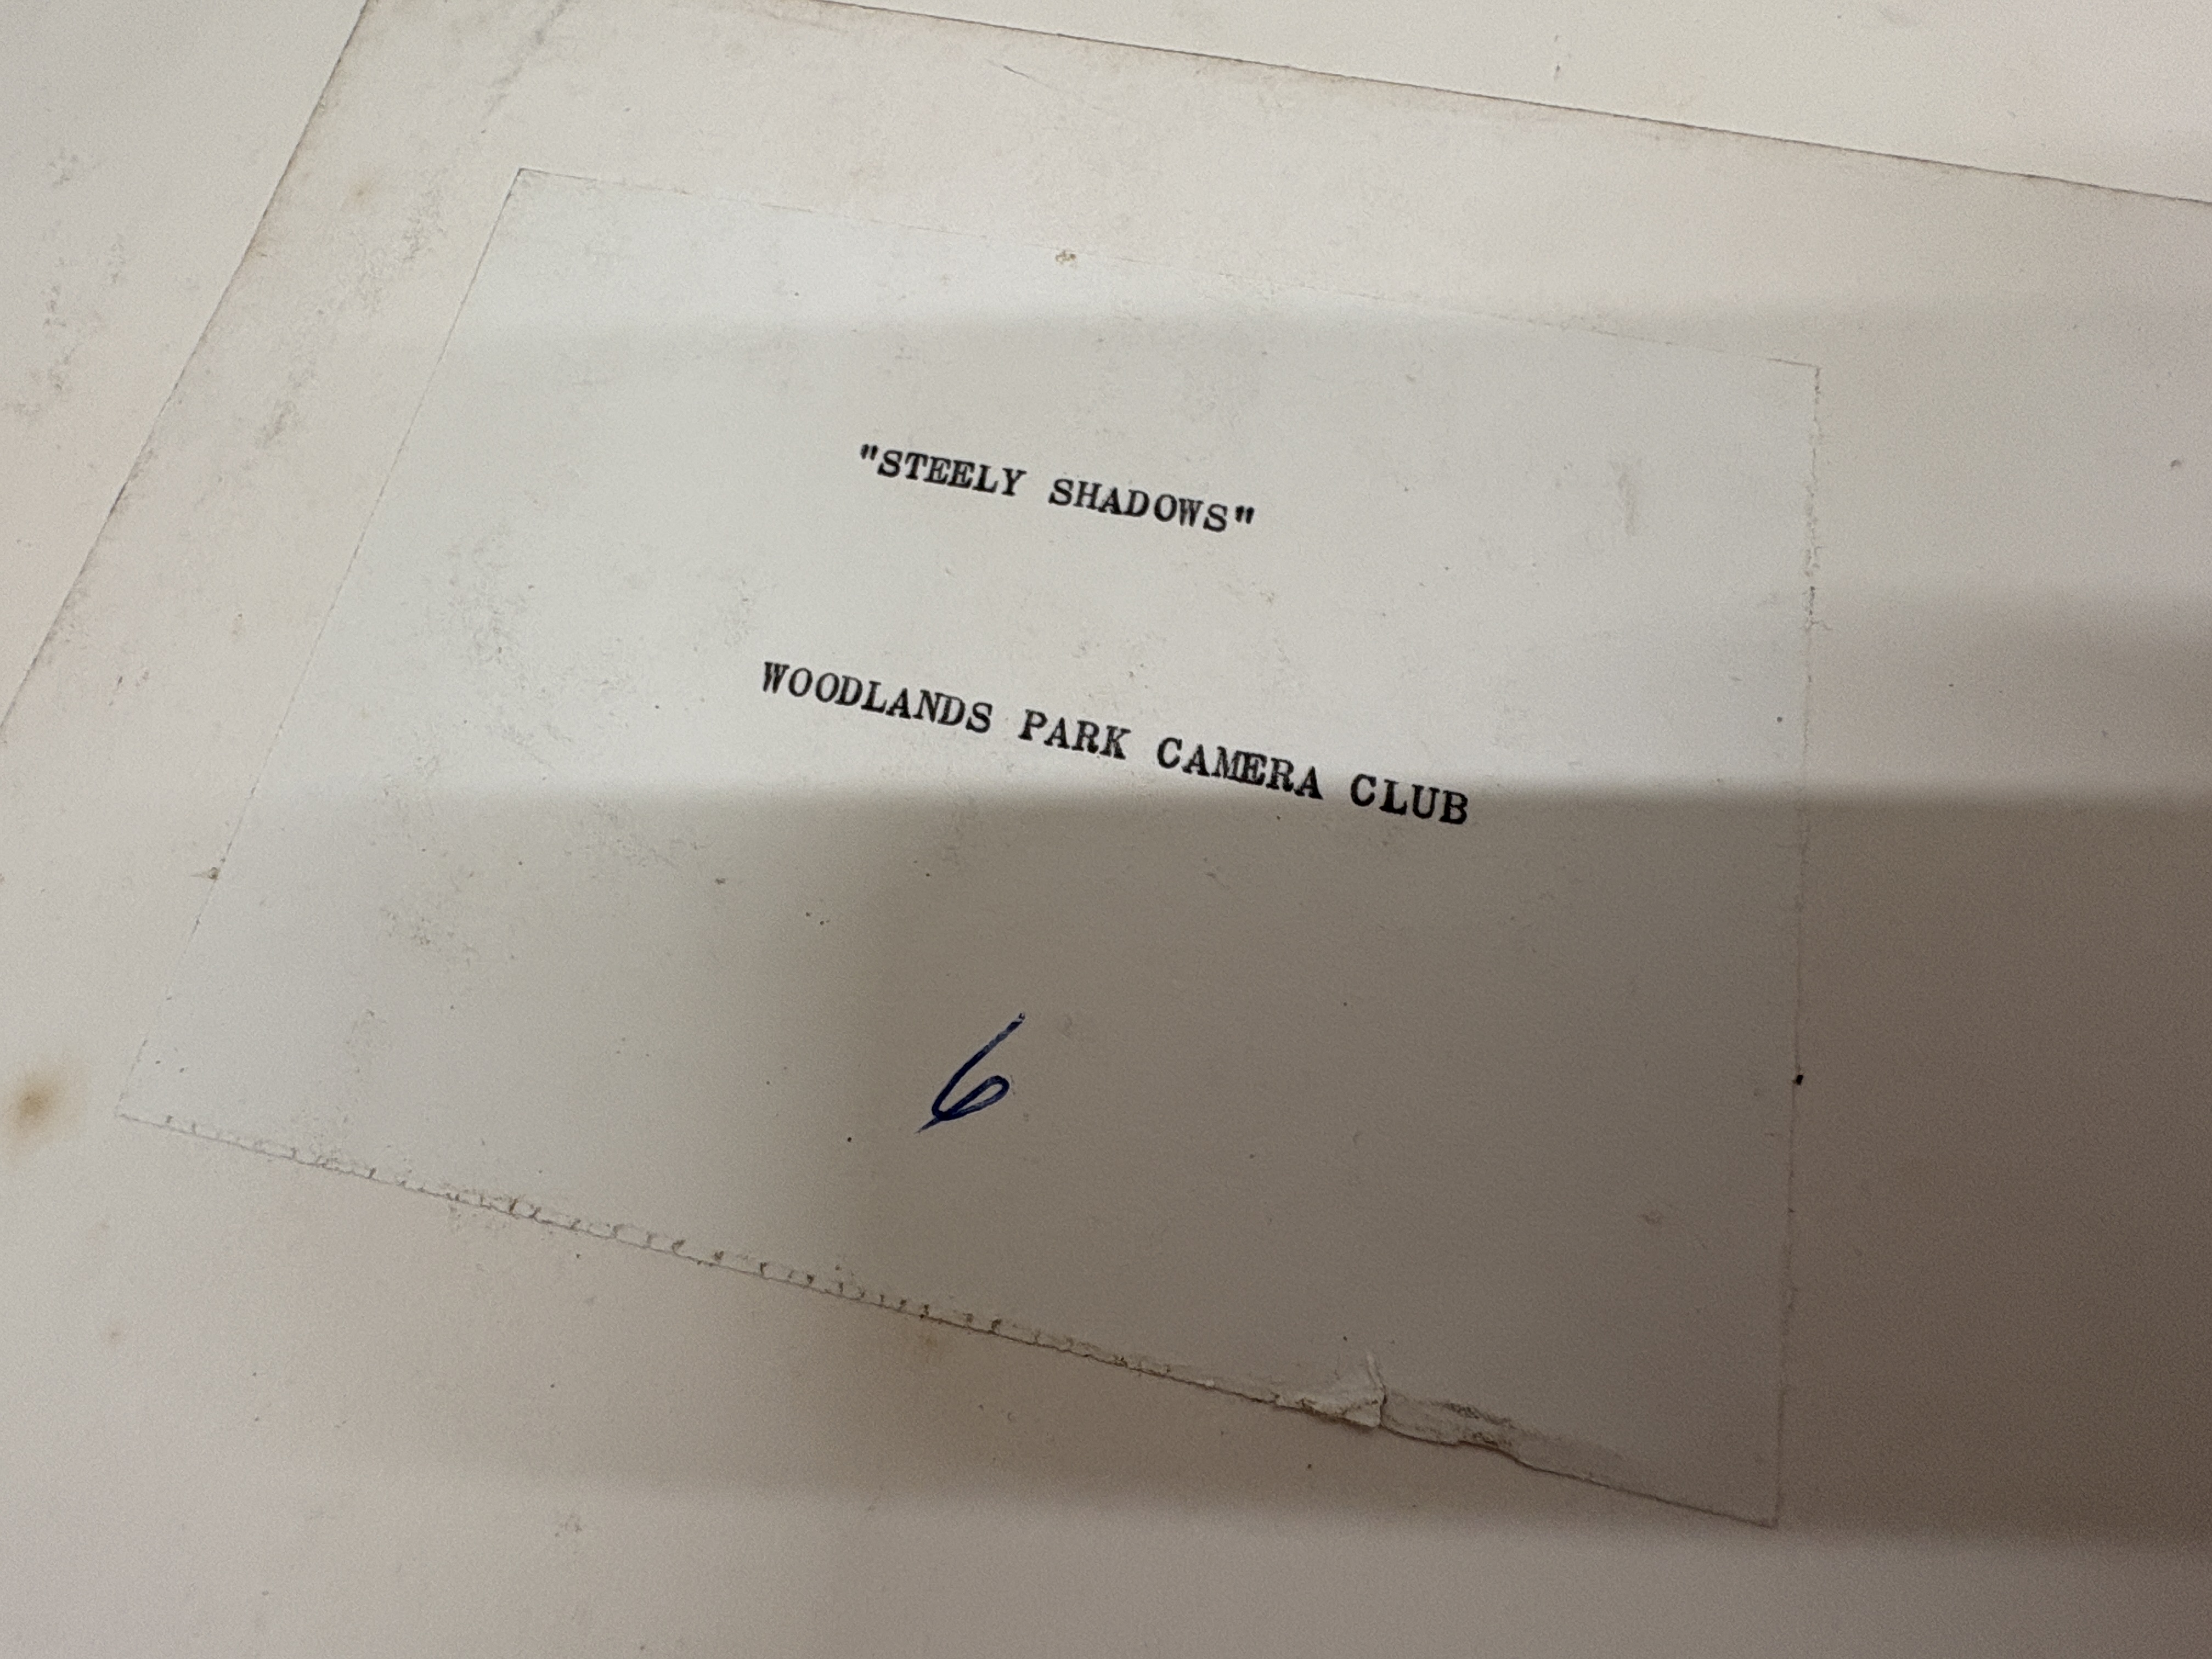 "STEELY SHADOWS"
WOODLANDS PARK CAMERA CLUB
6